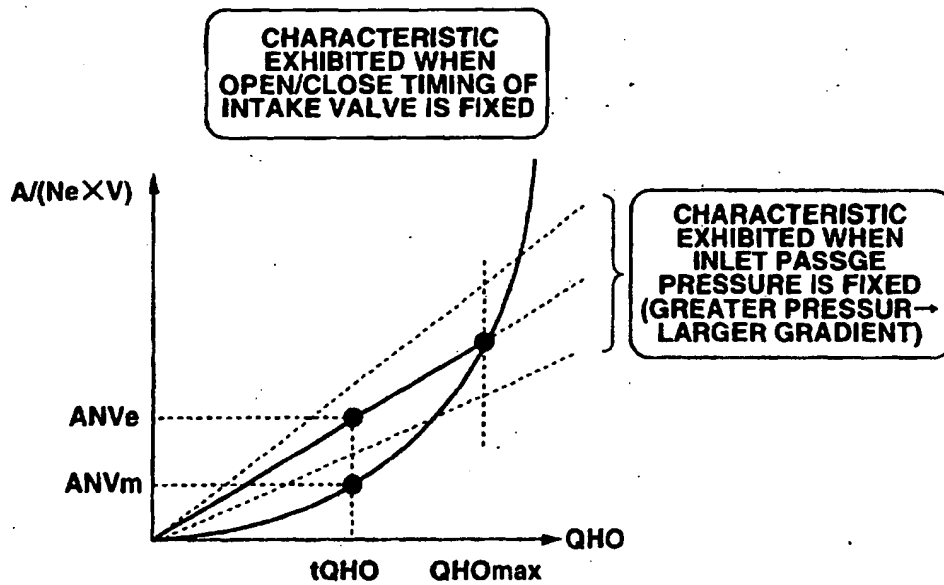 CHARACTERISTIC
EXHIBITED WHEN
OPEN/CLOSE TIMING OF
INTAKE VALVE IS FIXED
A/(Ne×V)
CHARACTERISTIC
EXHIBITED WHEN
INLET PASSGE
PRESSURE IS FIXED
(GREATER PRESSUR→
LARGER GRADIENT)
ANVe
ANVm
QHO
tQHO
QHOmax